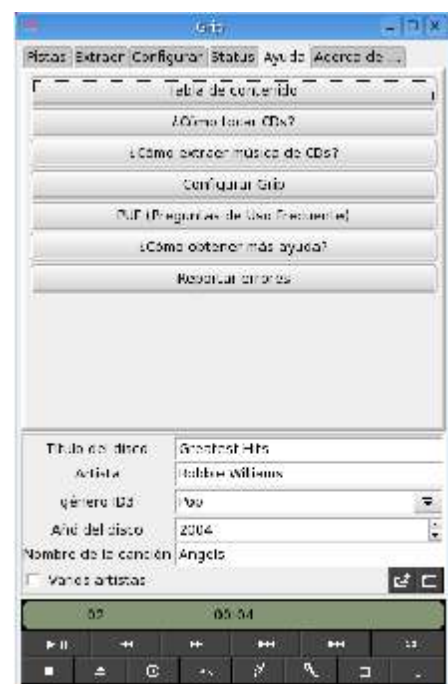 Grip
Pistas Extraer Configurar Status Ayuda Acerca de ...
Tabla de contenido
¿Cómo tocar CDs?
¿Cómo extraer música de CDs?
Configurar Grip
PUF (Preguntas de Uso Frecuente)
¿Cómo obtener más ayuda?
Reportar errores
Título del disco Greatest Hits
Artista Robbie Williams
género ID3 Pop
Año del disco 2004
Nombre de la canción Angels
Varios artistas
02 00:04